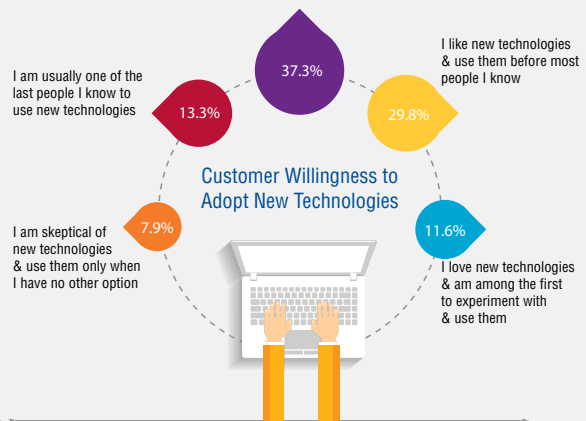 37.3%
I like new technologies
& use them before most
people I know
29.8%
I am usually one of the
last people I know to
use new technologies
13.3%
Customer Willingness to
Adopt New Technologies
I am skeptical of
new technologies
& use them only when
I have no other option
7.9%
11.6%
I love new technologies
& am among the first
to experiment with
& use them